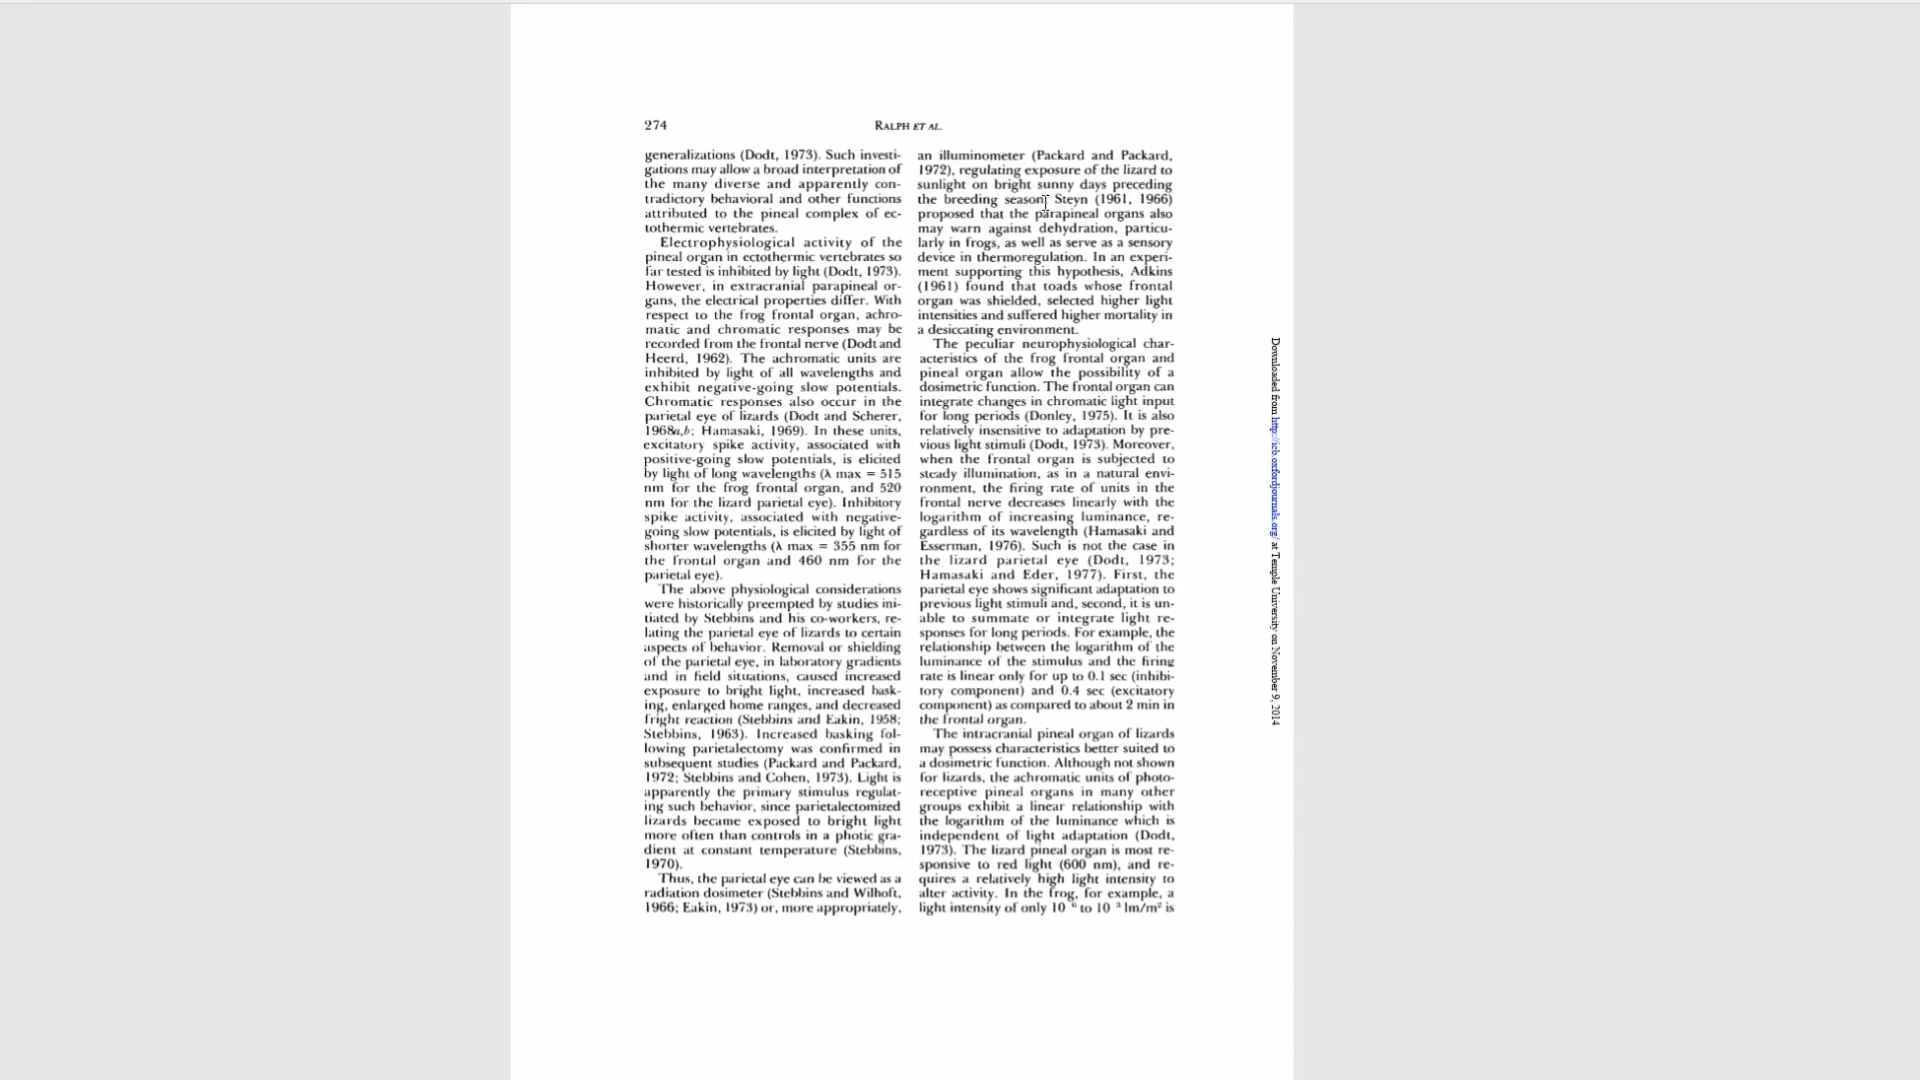 274
RALPH ET AL.
generalizations (Dodt, 1973). Such investi-
gations may allow a broad interpretation of
the many diverse and apparently con-
tradictory behavioral and other functions
attributed to the pineal complex of ec-
tothermic vertebrates.
Electrophysiological activity of the
pineal organ in ectothermic vertebrates so
far tested is inhibited by light (Dodt, 1973).
However, in extracranial parapineal or-
gans, the electrical properties differ. With
respect to the frog frontal organ, achro-
matic and chromatic responses may be
recorded from the frontal nerve (Dodt and
Heerd, 1962). The achromatic units are
inhibited by light of all wavelengths and
exhibit negative-going slow potentials.
Chromatic responses also occur in the
parietal eye of lizards (Dodt and Scherer,
1968a,b; Hamasaki, 1969). In these units,
excitatory spike activity, associated with
positive-going slow potentials, is elicited
by light of long wavelengths (λ max = 515
nm for the frog frontal organ, and 520
nm for the lizard parietal eye). Inhibitory
spike activity, associated with negative-
going slow potentials, is elicited by light of
shorter wavelengths (λ max = 355 nm for
the frontal organ and 460 nm for the
parietal eye).
The above physiological considerations
were historically preempted by studies ini-
tiated by Stebbins and his co-workers, re-
lating the parietal eye of lizards to certain
aspects of behavior. Removal or shielding
of the parietal eye, in laboratory gradients
and in field situations, caused increased
exposure to bright light, increased bask-
ing, enlarged home ranges, and decreased
fright reaction (Stebbins and Eakin, 1958;
Stebbins, 1963). Increased basking fol-
lowing parietalectomy was confirmed in
subsequent studies (Packard and Packard,
1972; Stebbins and Cohen, 1973). Light is
apparently the primary stimulus regulat-
ing such behavior, since parietalectomized
lizards became exposed to bright light
more often than controls in a photic gra-
dient at constant temperature (Stebbins,
1970).
Thus, the parietal eye can be viewed as a
radiation dosimeter (Stebbins and Wilhoft,
1966; Eakin, 1973) or, more appropriately,
an illuminometer (Packard and Packard,
1972), regulating exposure of the lizard to
sunlight on bright sunny days preceding
the breeding season. Steyn (1961, 1966)
proposed that the parapineal organs also
may warn against dehydration, particu-
larly in frogs, as well as serve as a sensory
device in thermoregulation. In an experi-
ment supporting this hypothesis, Adkins
(1961) found that toads whose frontal
organ was shielded, selected higher light
intensities and suffered higher mortality in
a desiccating environment.
The peculiar neurophysiological char-
acteristics of the frog frontal organ and
pineal organ allow the possibility of a
dosimetric function. The frontal organ can
integrate changes in chromatic light input
for long periods (Donley, 1975). It is also
relatively insensitive to adaptation by pre-
vious light stimuli (Dodt, 1973). Moreover,
when the frontal organ is subjected to
steady illumination, as in a natural envi-
ronment, the firing rate of units in the
frontal nerve decreases linearly with the
logarithm of increasing luminance, re-
gardless of its wavelength (Hamasaki and
Esserman, 1976). Such is not the case in
the lizard parietal eye (Dodt, 1973;
Hamasaki and Eder, 1977). First, the
parietal eye shows significant adaptation to
previous light stimuli and, second, it is un-
able to summate or integrate light re-
sponses for long periods. For example, the
relationship between the logarithm of the
luminance of the stimulus and the firing
rate is linear only for up to 0.1 sec (inhibi-
tory component) and 0.4 sec (excitatory
component) as compared to about 2 min in
the frontal organ.
The intracranial pineal organ of lizards
may possess characteristics better suited to
a dosimetric function. Although not shown
for lizards, the achromatic units of photo-
receptive pineal organs in many other
groups exhibit a linear relationship with
the logarithm of the luminance which is
independent of light adaptation (Dodt,
1973). The lizard pineal organ is most re-
sponsive to red light (600 nm), and re-
quires a relatively high light intensity to
alter activity. In the frog, for example, a
light intensity of only 10 to 10 lm/m² is
Downloaded from http://icb.oxfordjournals.org/ at Temple University on November 9, 2014